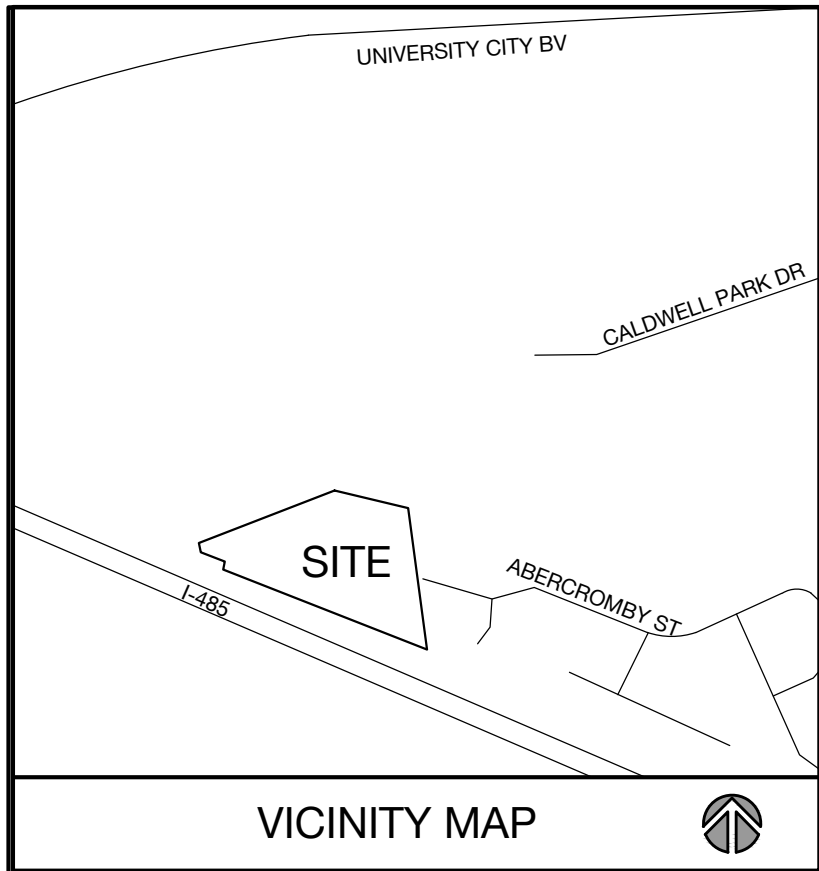 UNIVERSITY CITY BV
CALDWELL PARK DR
SITE
ABERCROMBY ST
I-485
VICINITY MAP